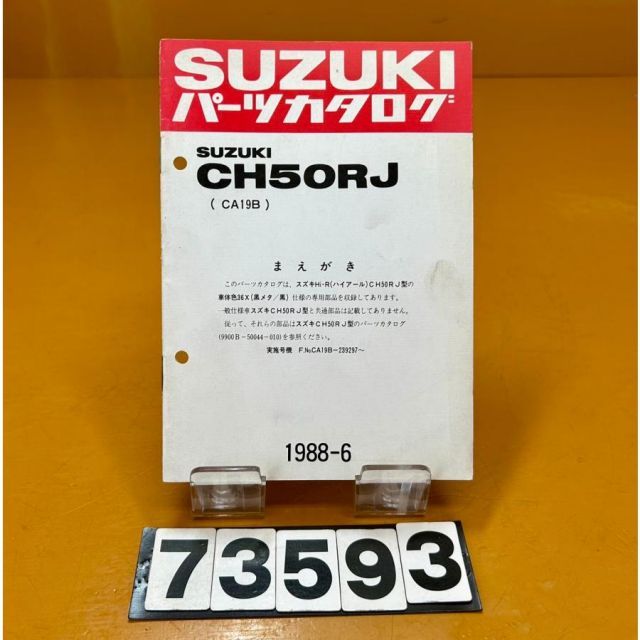 SUZUKI
パーツカタログ
SUZUKI
CH50RJ
( CA19B )
まえがき
このパーツカタログは、スズキHi-R(ハイアール)CH50RJ型の
車体色36X(黒メタ/黒)仕様の専用部品を収録してあります。
一般仕様車スズキCH50RJ型と共通部品は記載してありません。
従って、それらの部品はスズキCH50RJ型のパーツカタログ
(9900B-50044-010)を参照ください。
実施号機 F.No.CA19B-239297~
1988-6
73593